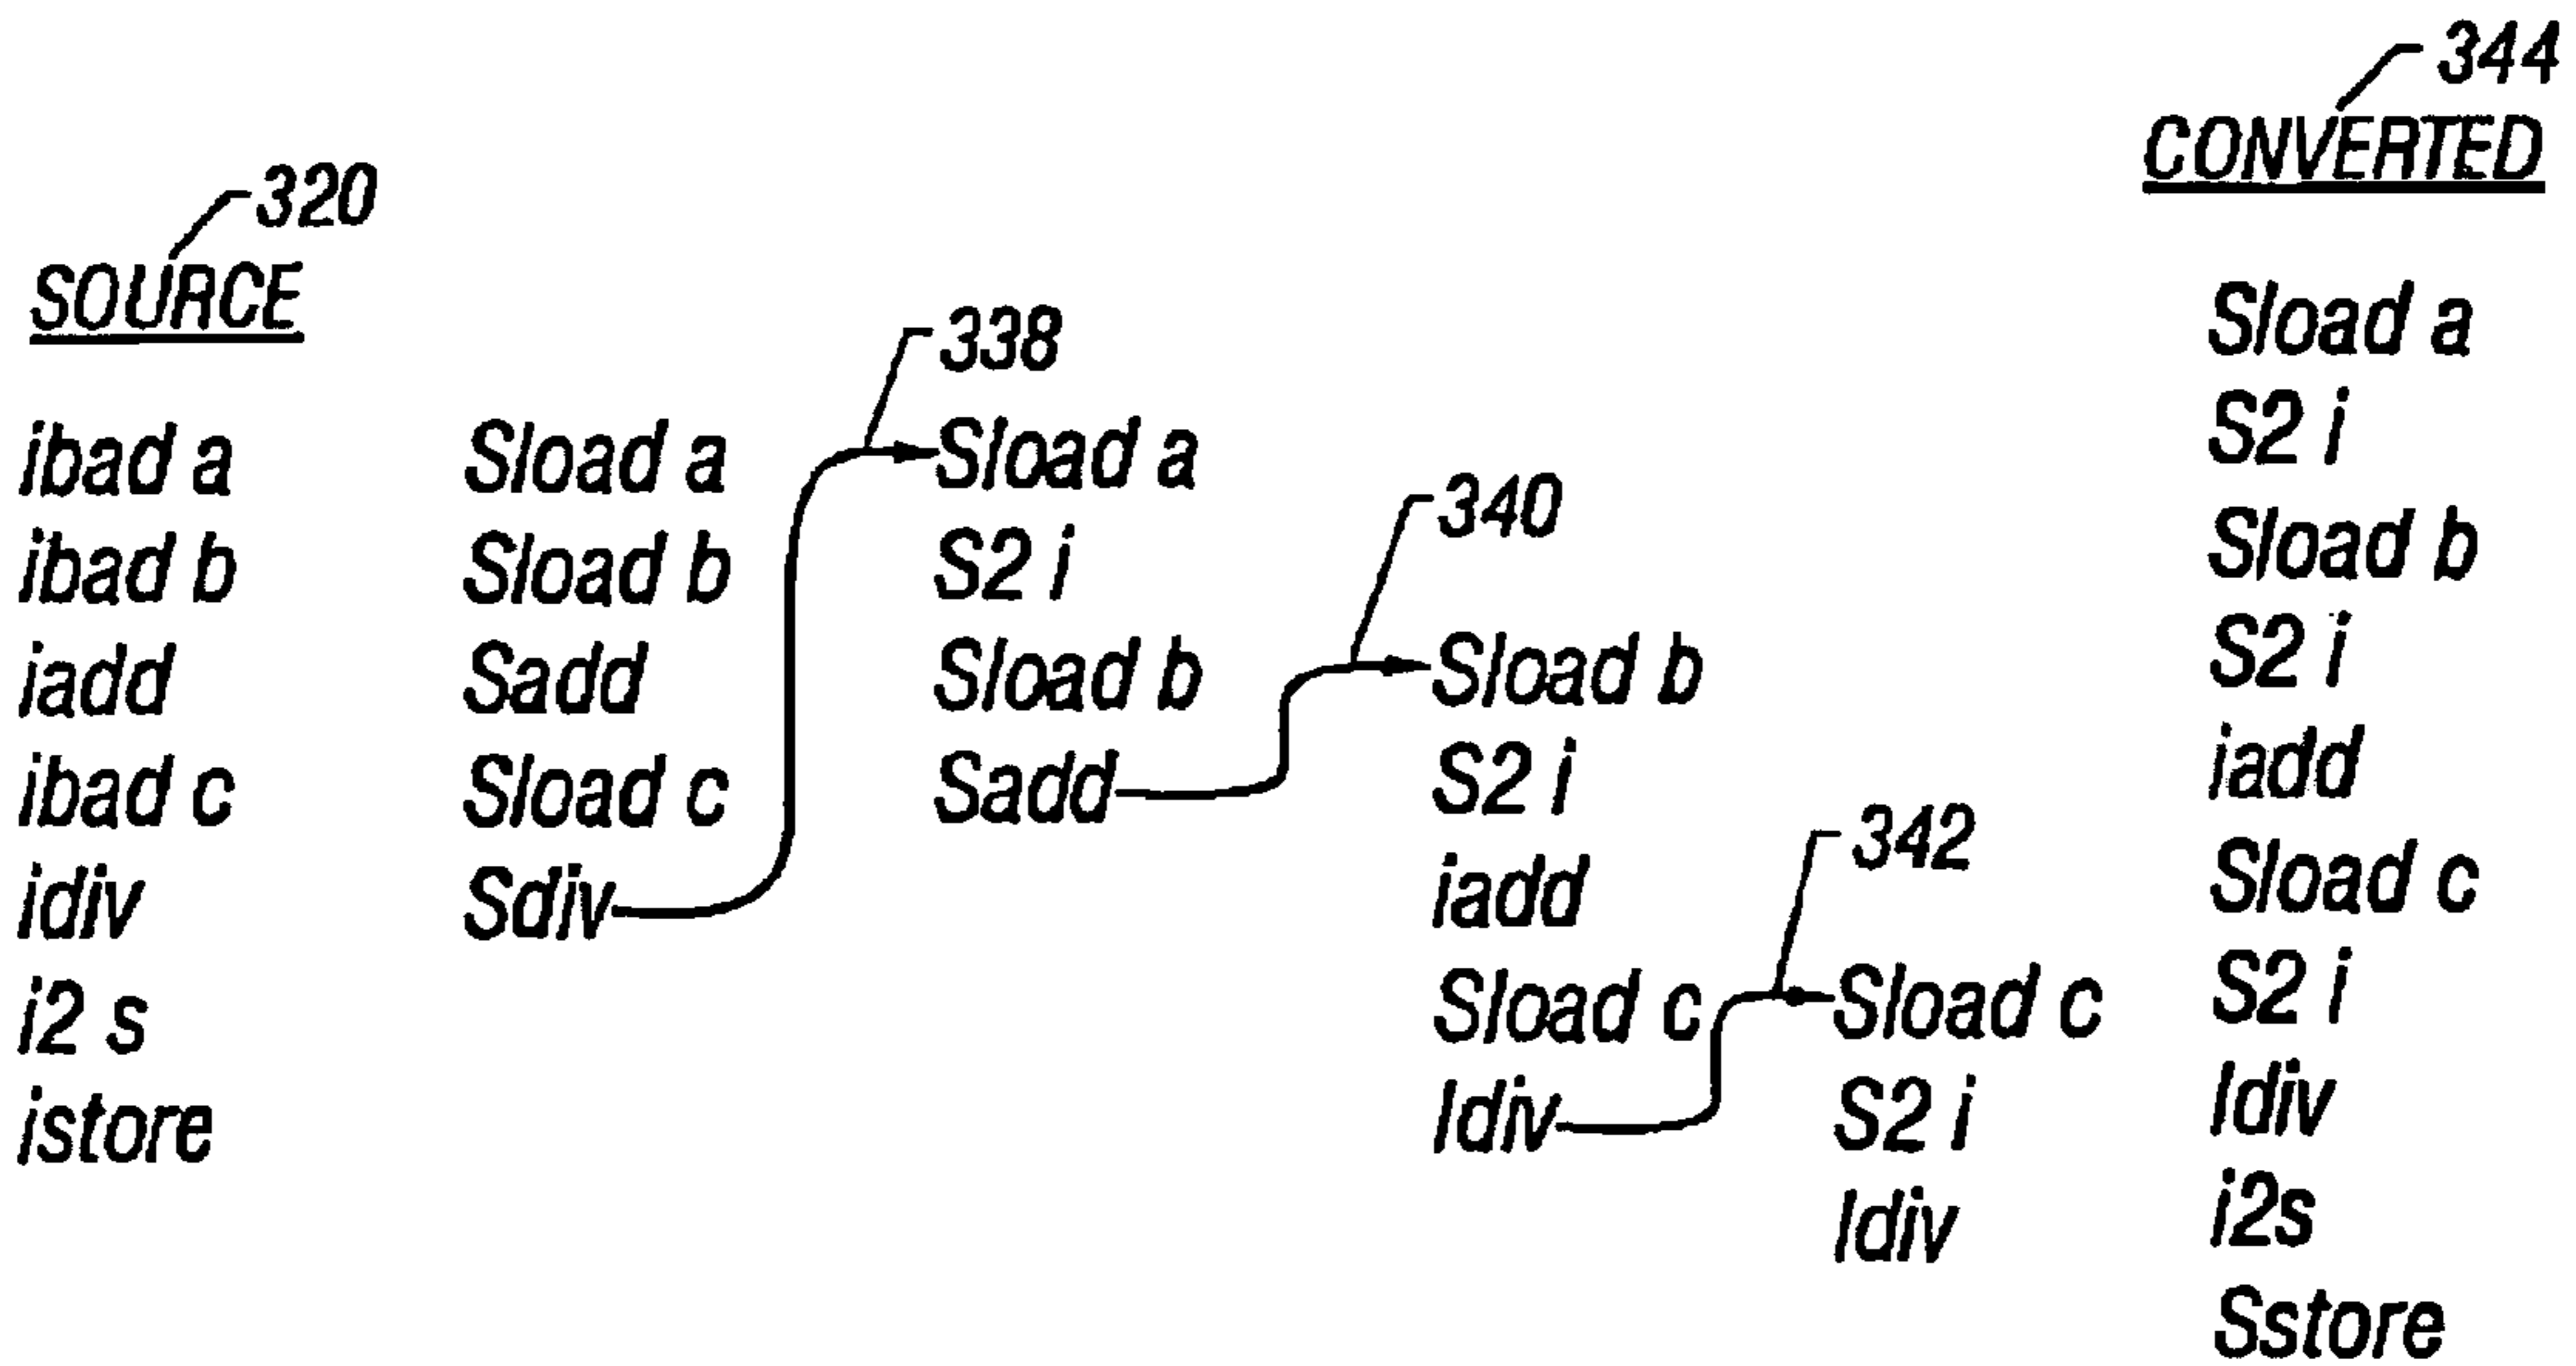 320
SOURCE
ibad a
ibad b
iadd
ibad c
idiv
i2 s
istore
Sload a
Sload b
Sadd
Sload c
Sdiv
338
Sload a
S2 i
Sload b
Sadd
340
Sload b
S2 i
iadd
Sload c
Idiv
342
Sload c
S2 i
Idiv
344
CONVERTED
Sload a
S2 i
Sload b
S2 i
iadd
Sload c
S2 i
Idiv
i2s
Sstore